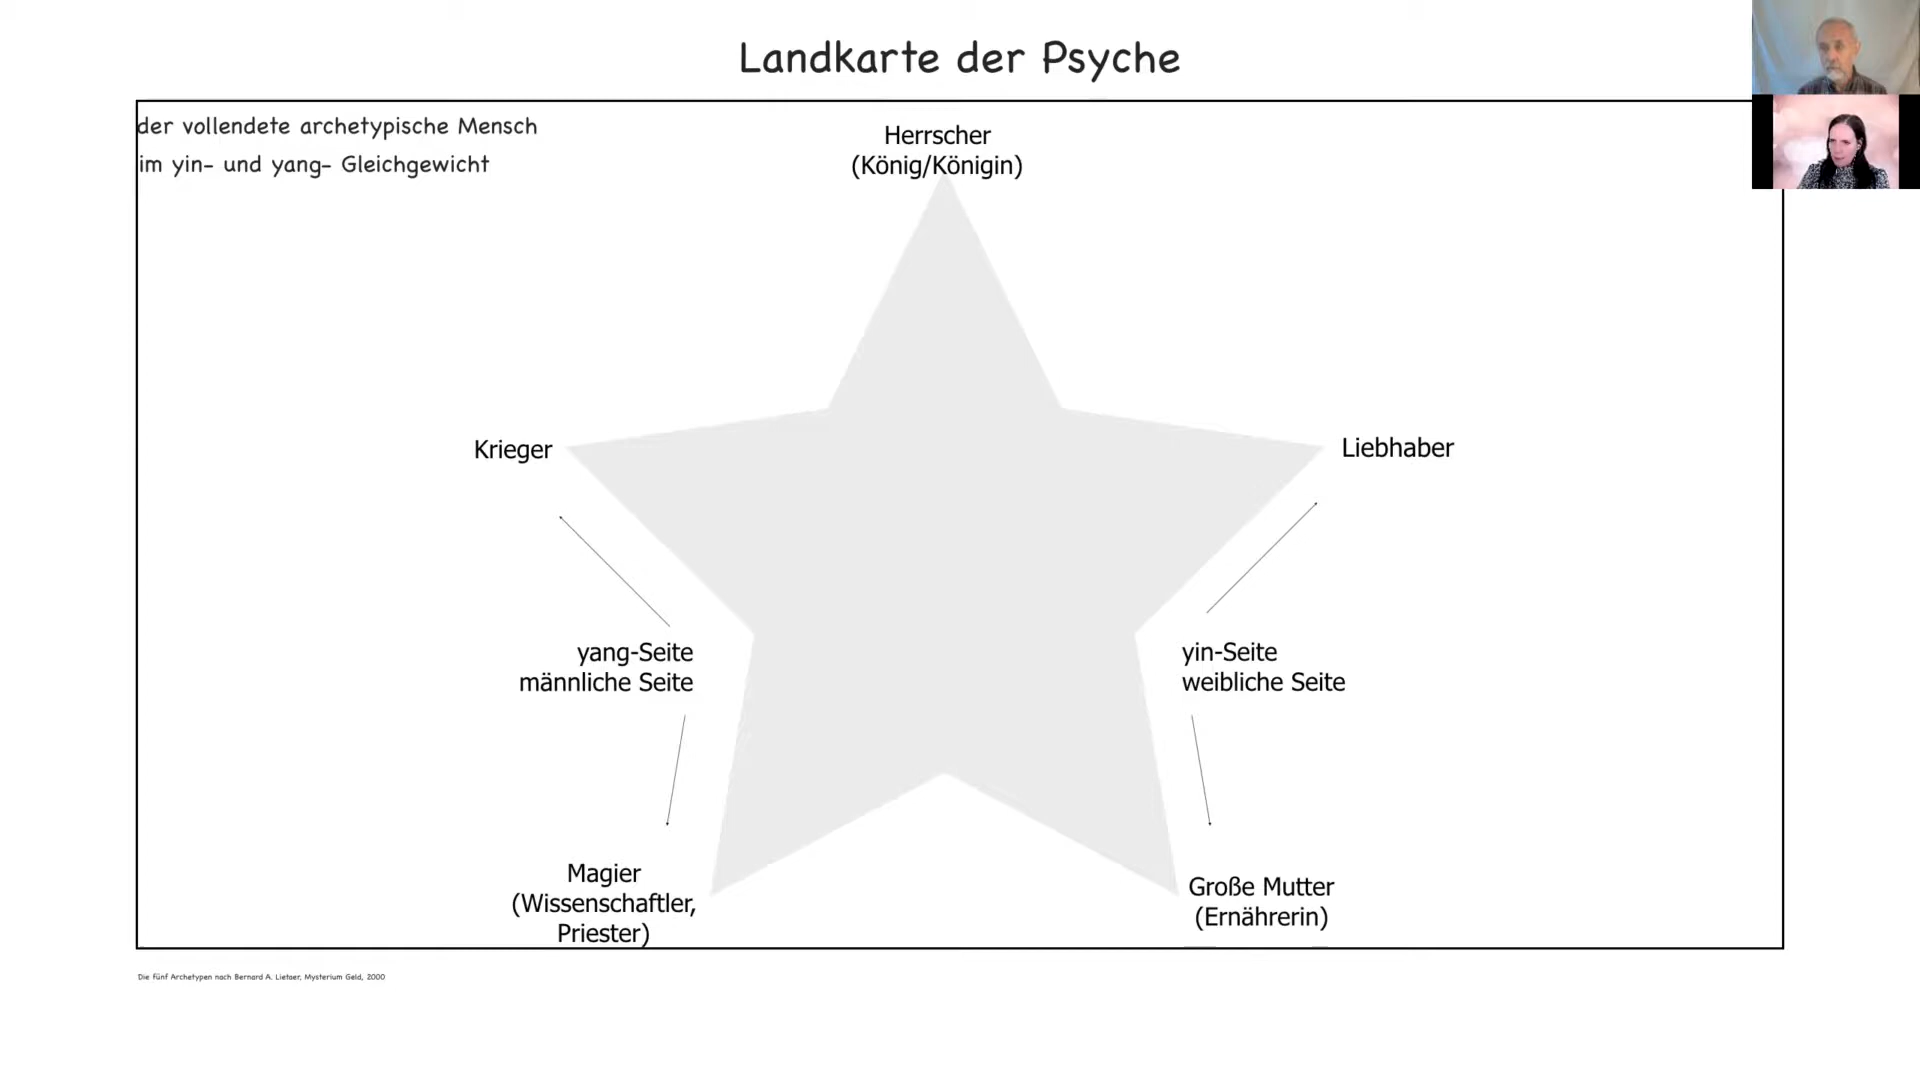 Landkarte der Psyche
der vollendete archetypische Mensch
im yin- und yang- Gleichgewicht
Herrscher
(König/Königin)
Krieger
Liebhaber
yang-Seite
männliche Seite
yin-Seite
weibliche Seite
Magier
(Wissenschaftler,
Priester)
Große Mutter
(Ernährerin)
Die fünf Archetypen nach Bernard A. Lietaer, Mysterium Geld, 2000